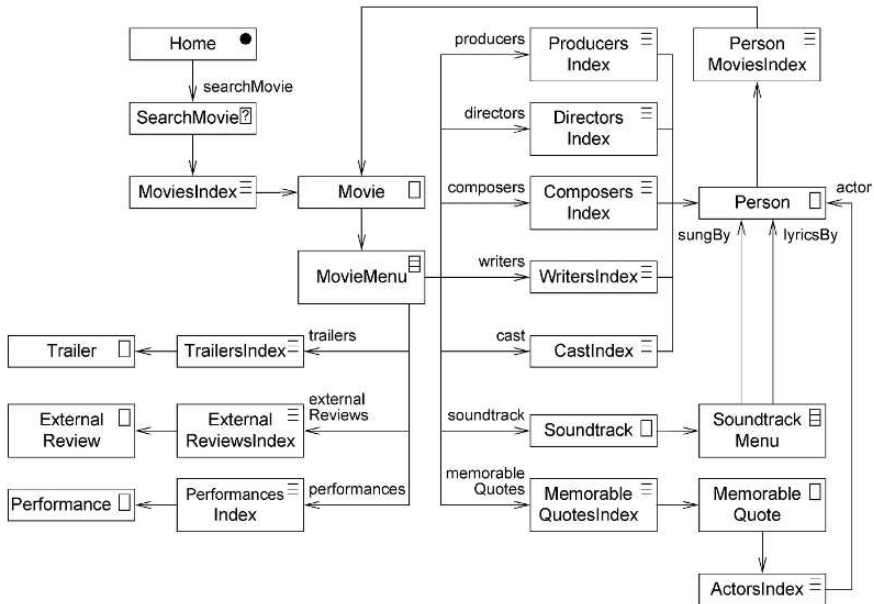 Home
searchMovie
SearchMovie
?
MoviesIndex
Movie
MovieMenu
producers
Producers
Index
directors
Directors
Index
composers
Composers
Index
writers
WritersIndex
cast
CastIndex
soundtrack
Soundtrack
Soundtrack
Menu
memorable
Quotes
Memorable
QuotesIndex
Memorable
Quote
ActorsIndex
Person
MoviesIndex
Person
actor
sungBy
lyricsBy
trailers
TrailersIndex
Trailer
external
Reviews
External
ReviewsIndex
External
Review
performances
Performances
Index
Performance